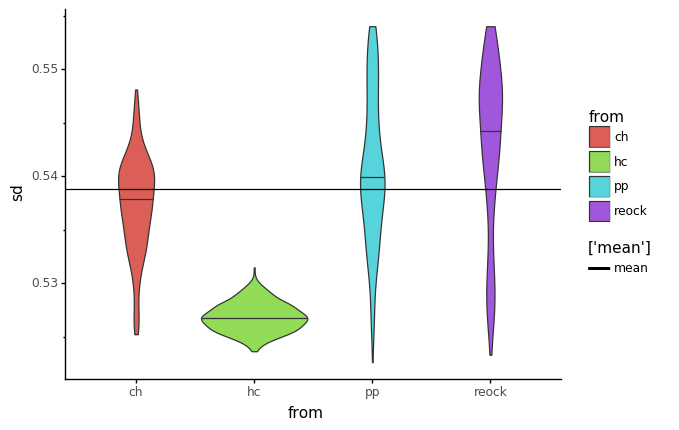 0.55
0.54
0.53
sd
ch
hc
pp
reock
from
from
ch
hc
pp
reock
['mean']
mean